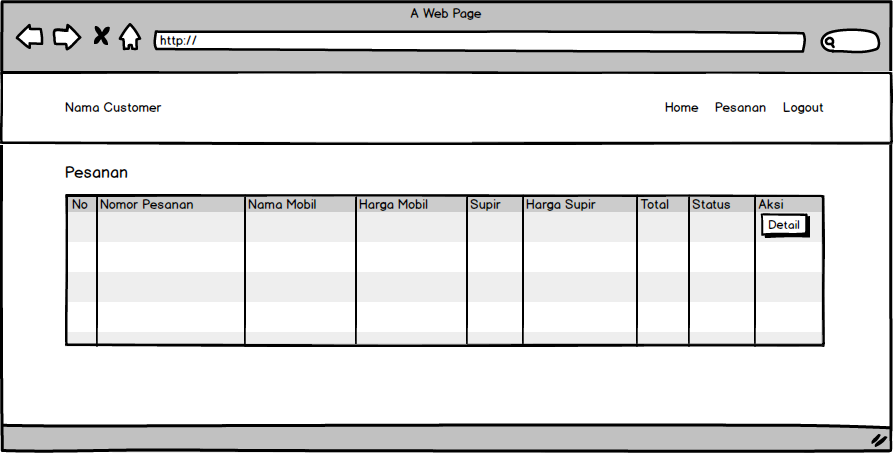 A Web Page
http://
Nama Customer
Home Pesanan Logout
Pesanan
No Nomor Pesanan Nama Mobil Harga Mobil Supir Harga Supir Total Status Aksi
Detail